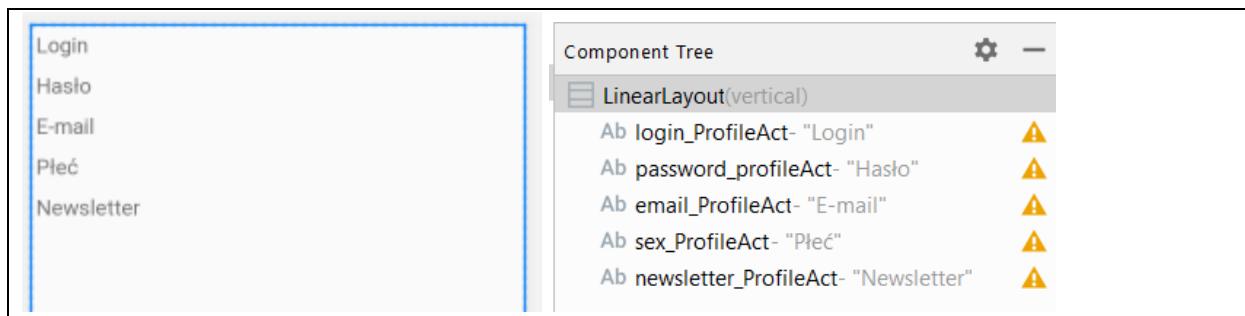 Login
Hasło
E-mail
Płeć
Newsletter
Component Tree
LinearLayout(vertical)
Ab login_ProfileAct- "Login"
Ab password_profileAct- "Hasło"
Ab email_ProfileAct- "E-mail"
Ab sex_ProfileAct- "Płeć"
Ab newsletter_ProfileAct- "Newsletter"